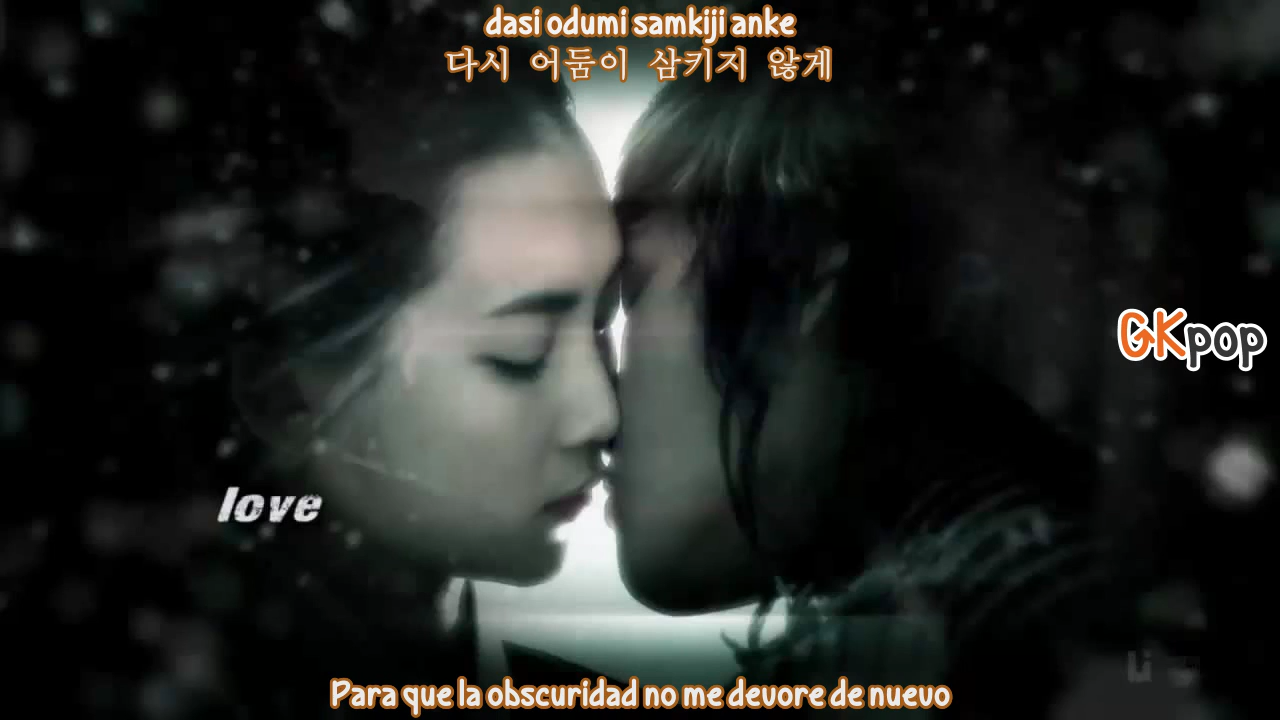 dasi odumi samkiji anke
다시 어둠이 삼키지 않게
GKpop
love
Para que la obscuridad no me devore de nuevo